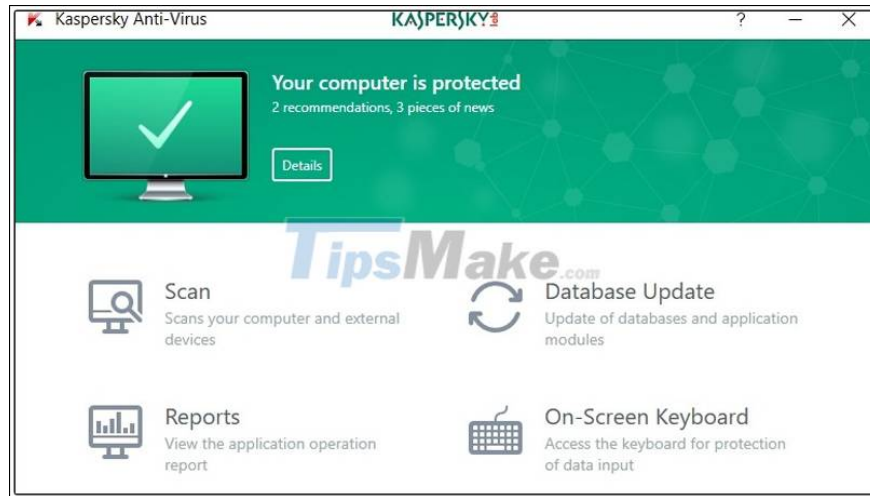 Kaspersky Anti-Virus
KASPERSKY lab
?
Your computer is protected
2 recommendations, 3 pieces of news
Details
TipsMake.com
Scan
Scans your computer and external
devices
Database Update
Update of databases and application
modules
Reports
View the application operation
report
On-Screen Keyboard
Access the keyboard for protection
of data input